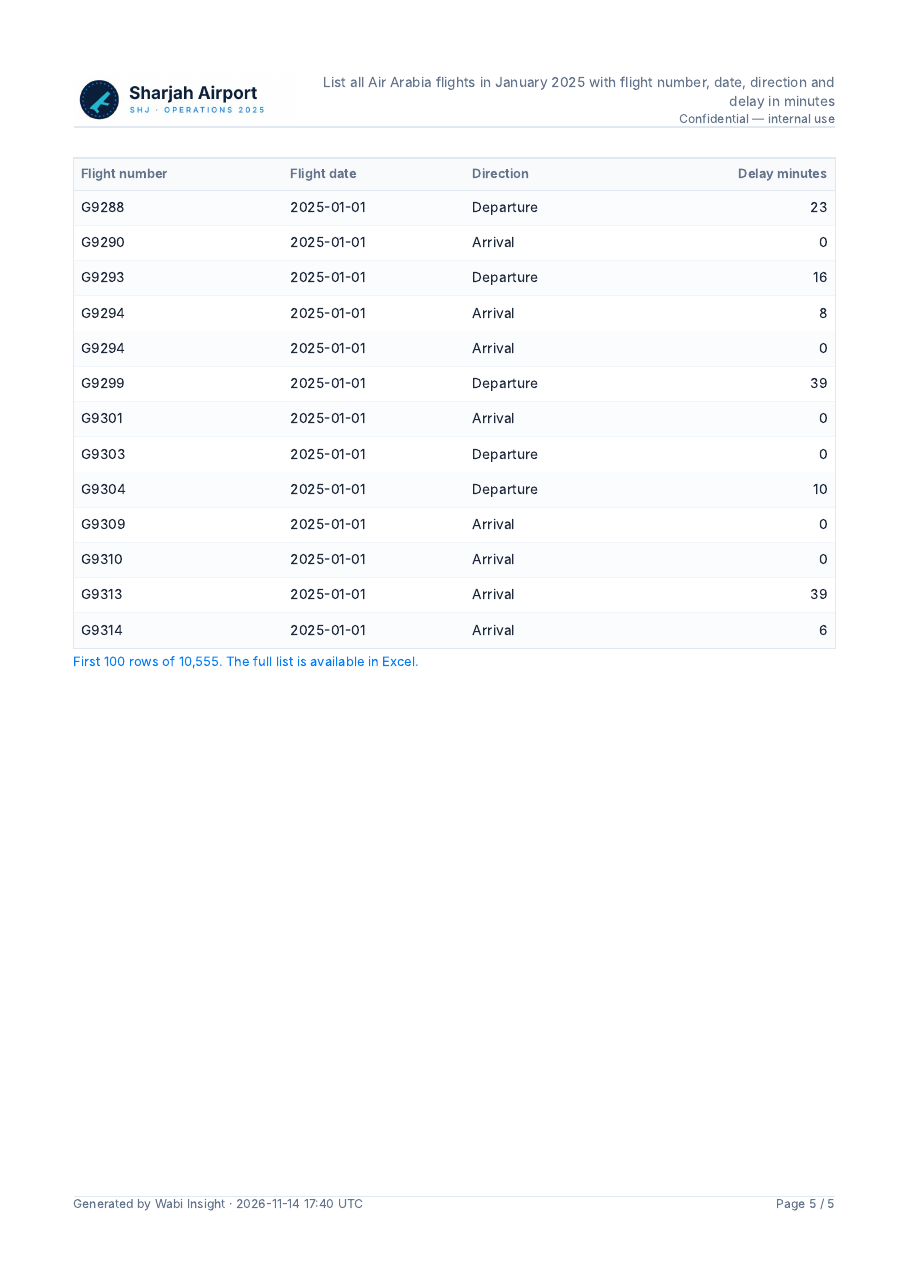 Sharjah Airport
SHJ · OPERATIONS 2025
List all Air Arabia flights in January 2025 with flight number, date, direction and
delay in minutes
Confidential — internal use
Flight number Flight date Direction Delay minutes
G9288 2025-01-01 Departure 23
G9290 2025-01-01 Arrival 0
G9293 2025-01-01 Departure 16
G9294 2025-01-01 Arrival 8
G9294 2025-01-01 Arrival 0
G9299 2025-01-01 Departure 39
G9301 2025-01-01 Arrival 0
G9303 2025-01-01 Departure 0
G9304 2025-01-01 Departure 10
G9309 2025-01-01 Arrival 0
G9310 2025-01-01 Arrival 0
G9313 2025-01-01 Arrival 39
G9314 2025-01-01 Arrival 6
First 100 rows of 10,555. The full list is available in Excel.
Generated by Wabi Insight · 2026-11-14 17:40 UTC
Page 5 / 5